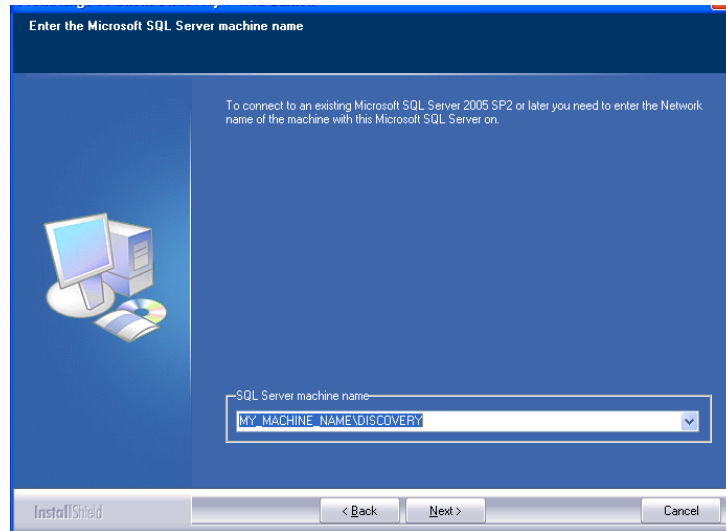 Enter the Microsoft SQL Server machine name
To connect to an existing Microsoft SQL Server 2005 SP2 or later you need to enter the Network
name of the machine with this Microsoft SQL Server on.
SQL Server machine name
MY_MACHINE_NAME\DISCOVERY
InstallShield
< Back
Next >
Cancel